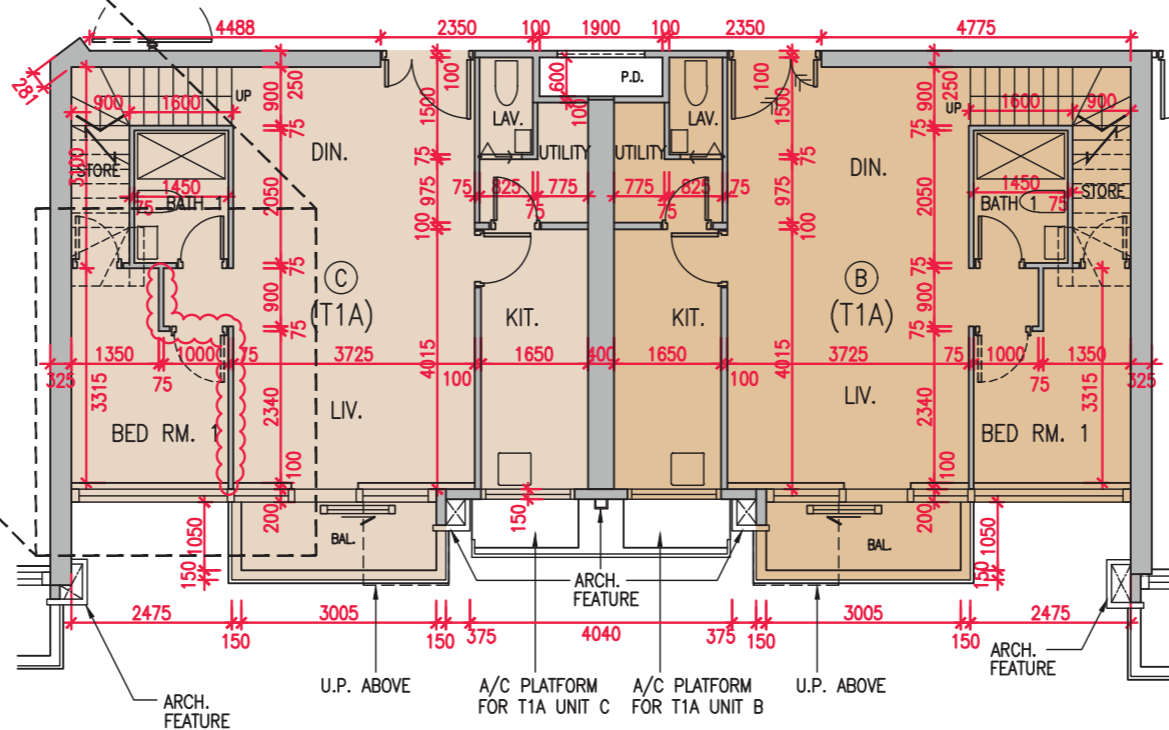 4488
2350
100
1900
100
2350
4775
281
250
900
100
600
P.D.
100
900
250
UP
UP
900
1600
1500
LAV.
100
LAV.
1500
1600
900
75
DIN.
75
UTILITY
UTILITY
75
DIN.
75
3300
STORE
1450
75
BATH 1
2050
975
75
825
775
75
775
825
75
75
975
2050
1450
75
BATH 1
STORE
100
100
75
C
(T1A)
B
(T1A)
75
900
KIT.
KIT.
900
75
75
1350
1000
75
3725
1650
400
1650
3725
75
1000
1350
325
75
3315
4015
100
100
4015
75
3315
325
2340
LIV.
LIV.
2340
BED RM. 1
BED RM. 1
100
100
200
150
200
1050
BAL.
BAL.
1050
150
150
ARCH.
FEATURE
2475
3005
375
4040
375
3005
2475
150
150
150
150
ARCH.
FEATURE
U.P. ABOVE
A/C PLATFORM
FOR T1A UNIT C
A/C PLATFORM
FOR T1A UNIT B
U.P. ABOVE
ARCH.
FEATURE